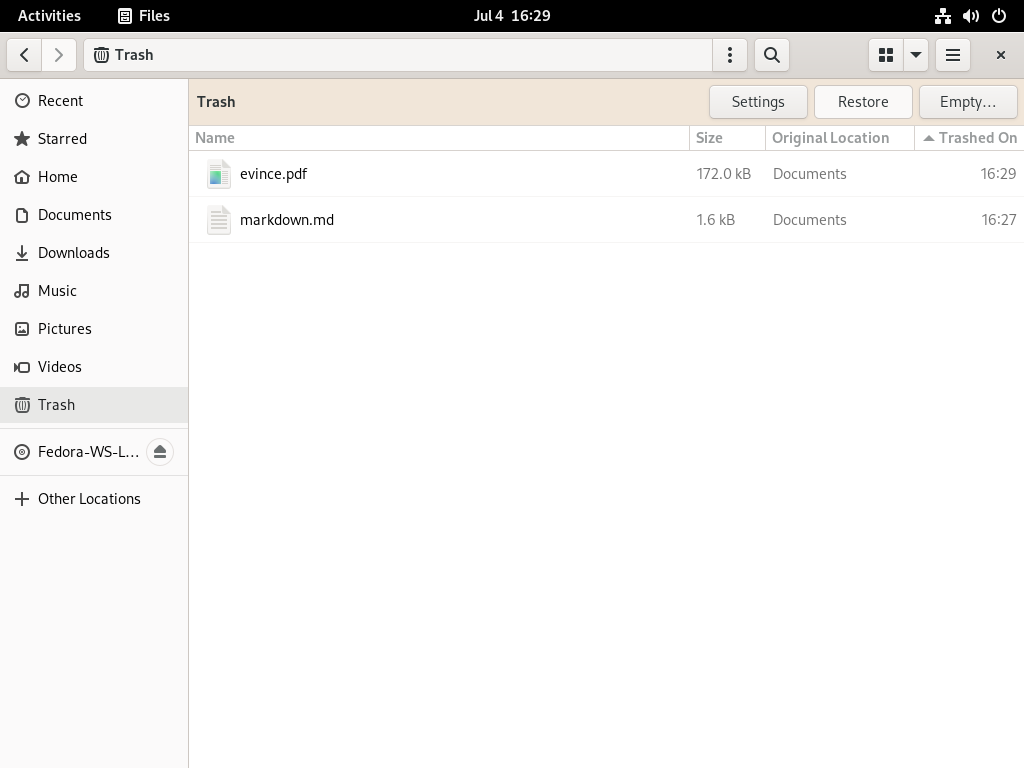 Activities Files Jul 4 16:29
Trash
Recent
Starred
Home
Documents
Downloads
Music
Pictures
Videos
Trash
Fedora-WS-L…
Other Locations
Trash Settings Restore Empty…
Name Size Original Location Trashed On
evince.pdf 172.0 kB Documents 16:29
markdown.md 1.6 kB Documents 16:27